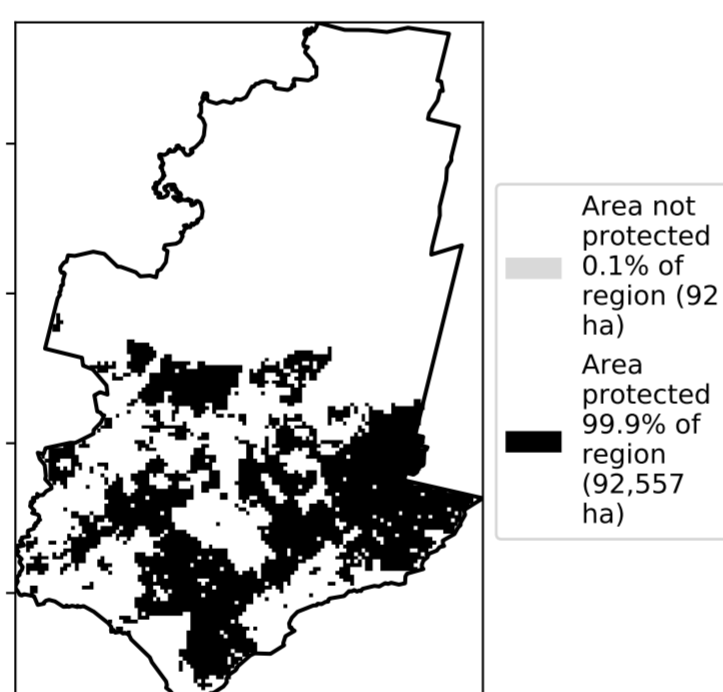 Area not
protected
0.1% of
region (92
ha)
Area
protected
99.9% of
region
(92,557
ha)